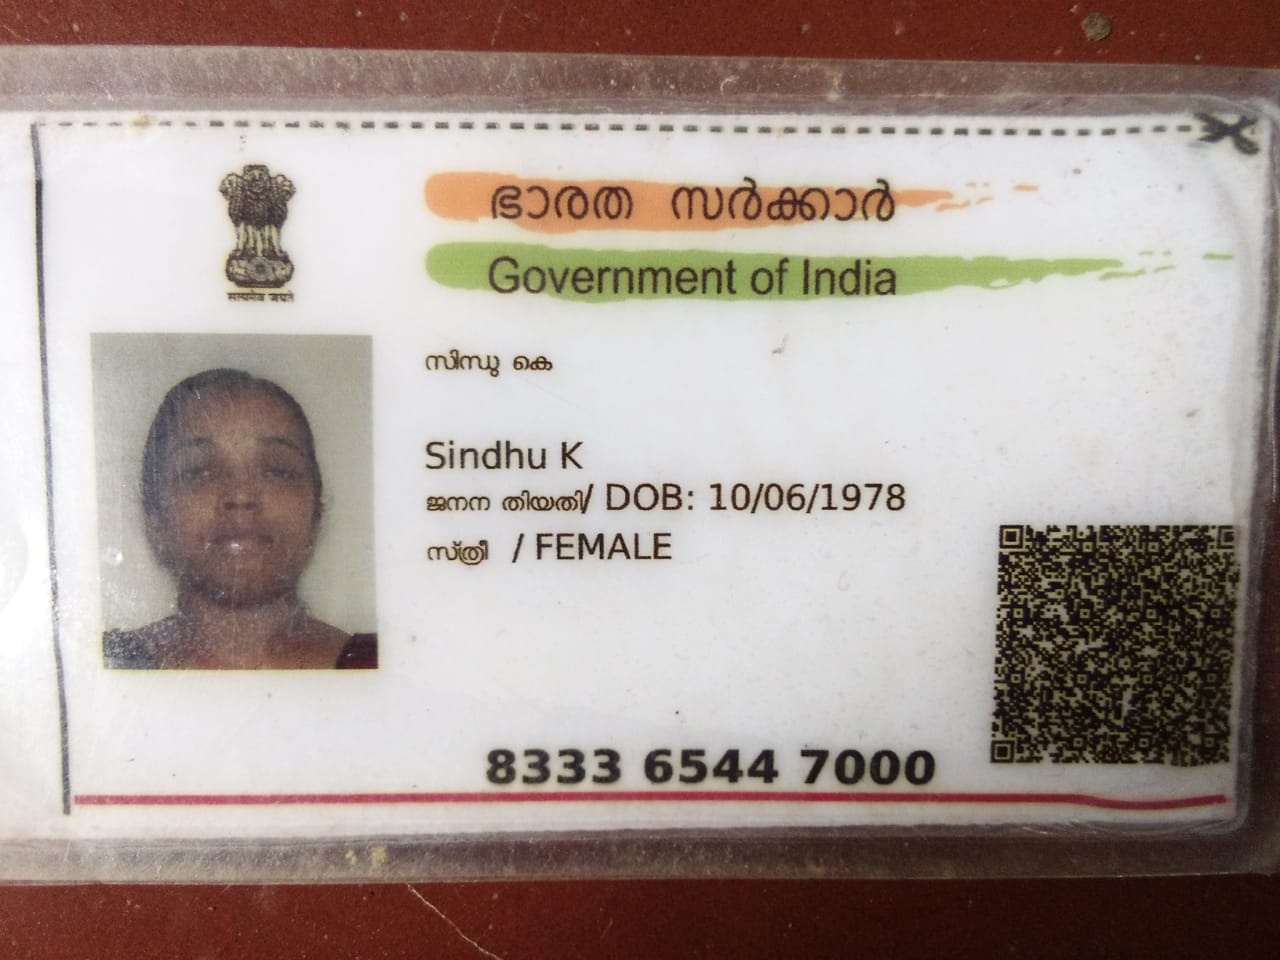 ഭാരത സർക്കാർ
Government of India
सत्यमेव जयते
സിന്ധു കെ
Sindhu K
ജനന തിയതി/ DOB: 10/06/1978
സ്ത്രീ / FEMALE
8333 6544 7000